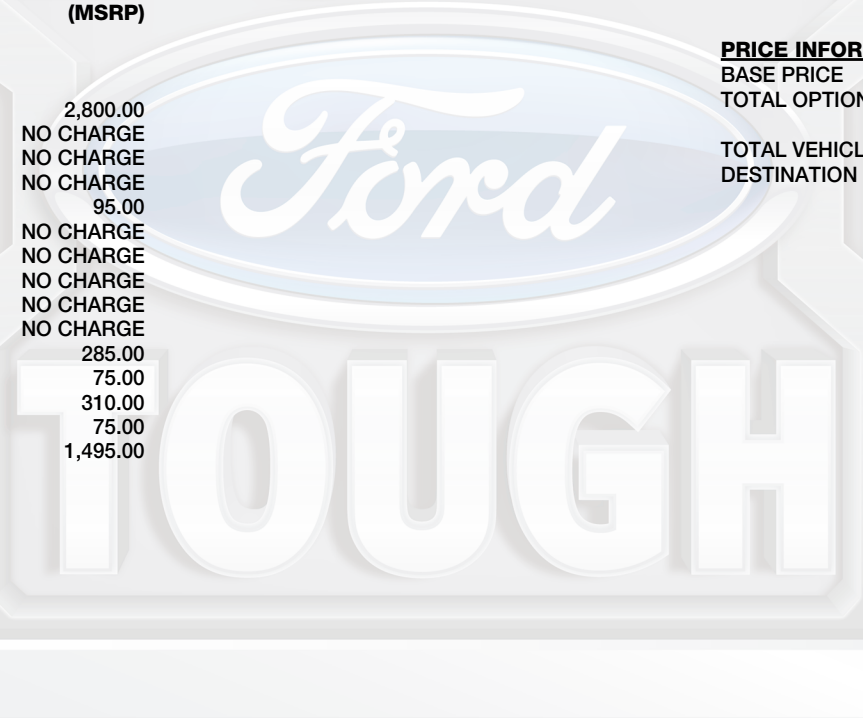 (MSRP)
2,800.00
NO CHARGE
NO CHARGE
NO CHARGE
95.00
NO CHARGE
NO CHARGE
NO CHARGE
NO CHARGE
NO CHARGE
285.00
75.00
310.00
75.00
1,495.00
PRICE INFOR
BASE PRICE
TOTAL OPTION
TOTAL VEHICL
DESTINATION
Ford
TOUGH